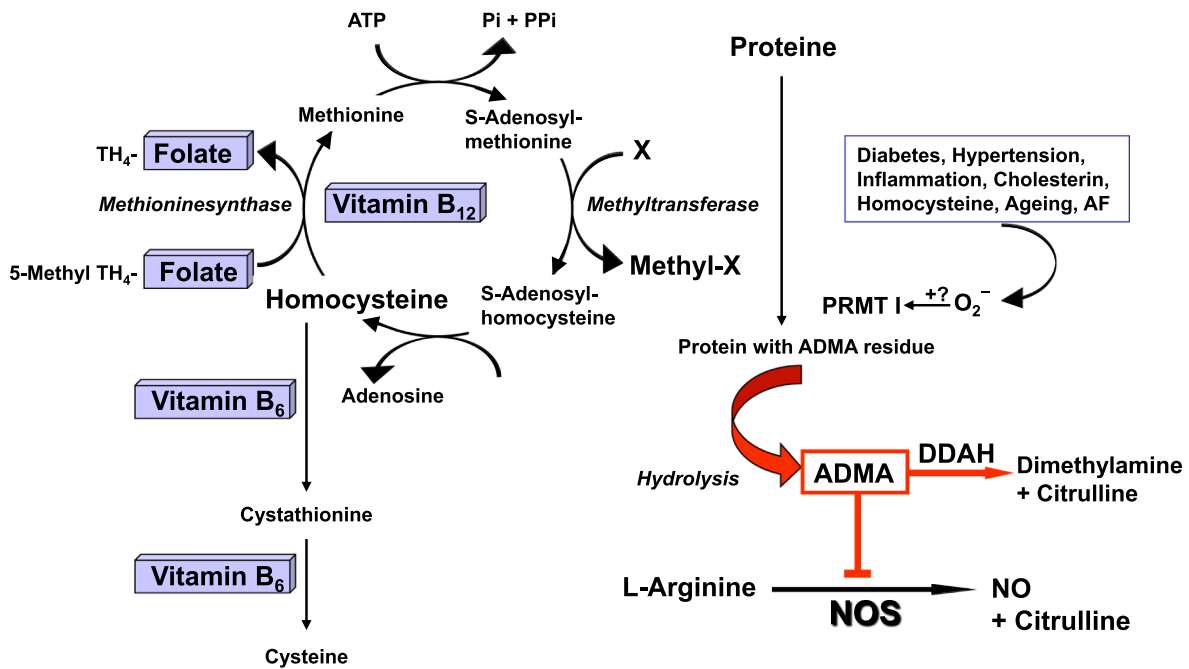 ATP
Pi + PPi
Proteine
Methionine
S-Adenosyl-
methionine
TH4-
Folate
X
Diabetes, Hypertension,
Inflammation, Cholesterin,
Homocysteine, Ageing, AF
Methioninesynthase
Vitamin B12
Methyltransferase
5-Methyl TH4-
Folate
Methyl-X
Homocysteine
S-Adenosyl-
homocysteine
PRMT I
+?
O2−
Protein with ADMA residue
Adenosine
Vitamin B6
Hydrolysis
ADMA
DDAH
Dimethylamine
+ Citrulline
Cystathionine
Vitamin B6
L-Arginine
NOS
NO
+ Citrulline
Cysteine